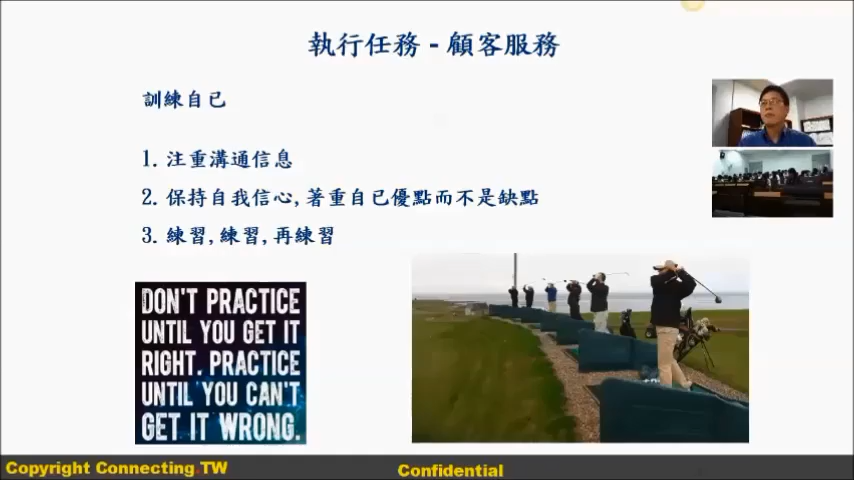 執行任務 - 顧客服務
訓練自已
1. 注重溝通信息
2. 保持自我信心, 著重自已優點而不是缺點
3. 練習, 練習, 再練習
DON'T PRACTICE
UNTIL YOU GET IT
RIGHT. PRACTICE
UNTIL YOU CAN'T
GET IT WRONG.
Copyright Connecting.TW
Confidential